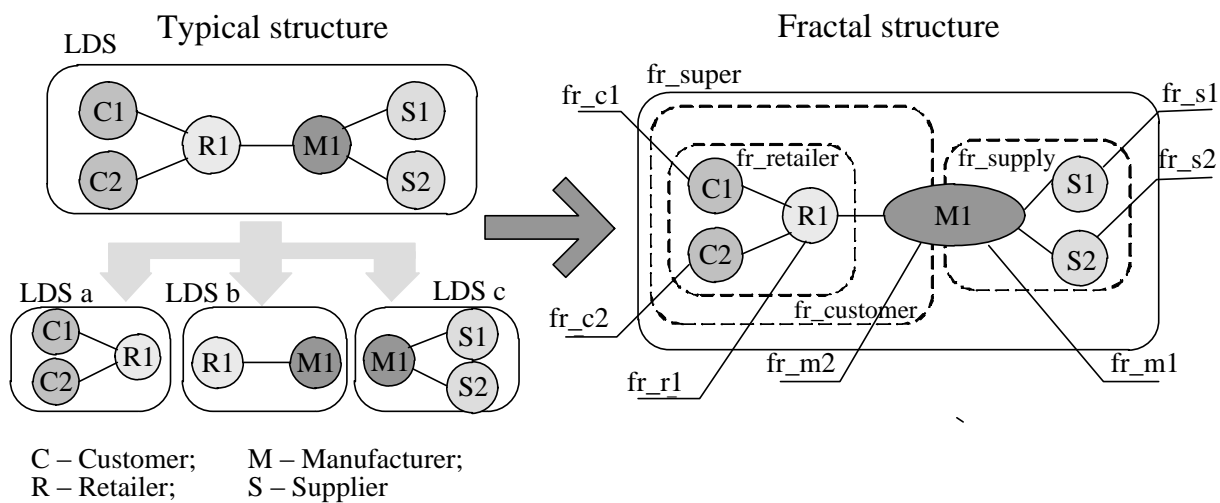 Typical structure
LDS
C1
C2
R1
M1
S1
S2
LDS a
C1
C2
R1
LDS b
R1
M1
LDS c
M1
S1
S2
C – Customer; M – Manufacturer;
R – Retailer; S – Supplier
Fractal structure
fr_super
fr_c1
fr_s1
fr_retailer
fr_supply
fr_s2
C1
S1
R1
M1
C2
S2
fr_c2
fr_customer
fr_r1
fr_m2
fr_m1